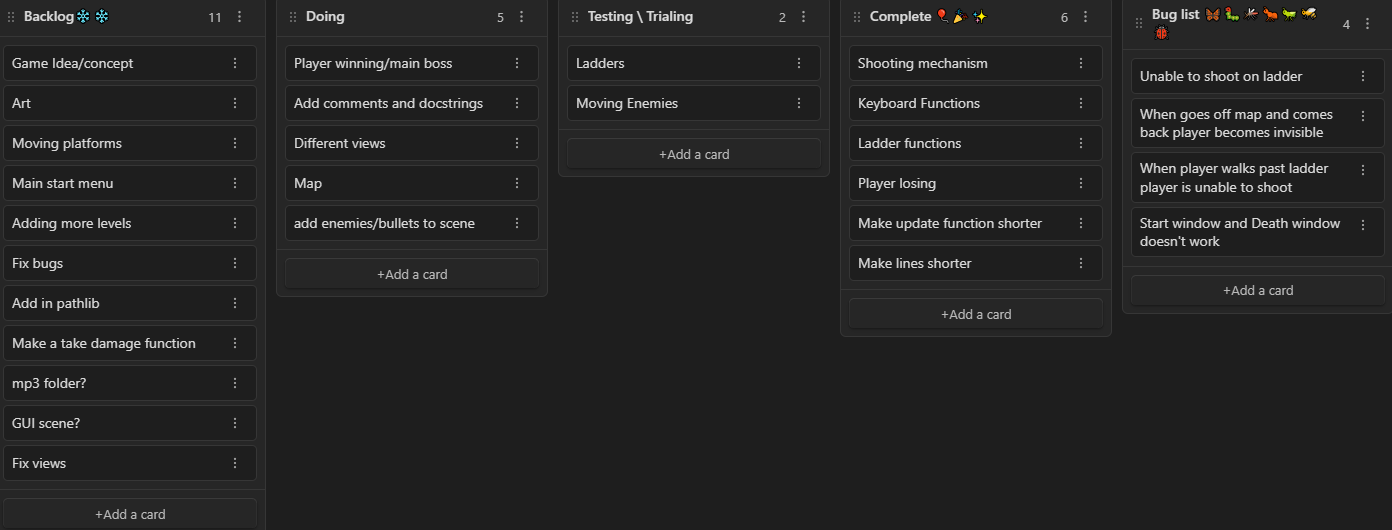 Backlog❄️ ❄️ 11
Game Idea/concept
Art
Moving platforms
Main start menu
Adding more levels
Fix bugs
Add in pathlib
Make a take damage function
mp3 folder?
GUI scene?
Fix views
+Add a card
Doing 5
Player winning/main boss
Add comments and docstrings
Different views
Map
add enemies/bullets to scene
+Add a card
Testing \ Trialing 2
Ladders
Moving Enemies
+Add a card
Complete 🎈 🎉 ✨ 6
Shooting mechanism
Keyboard Functions
Ladder functions
Player losing
Make update function shorter
Make lines shorter
+Add a card
Bug list 🦋 🐛 🦟 🐜 🦗 🐝 4
🐞
Unable to shoot on ladder
When goes off map and comes
back player becomes invisible
When player walks past ladder
player is unable to shoot
Start window and Death window
doesn't work
+Add a card